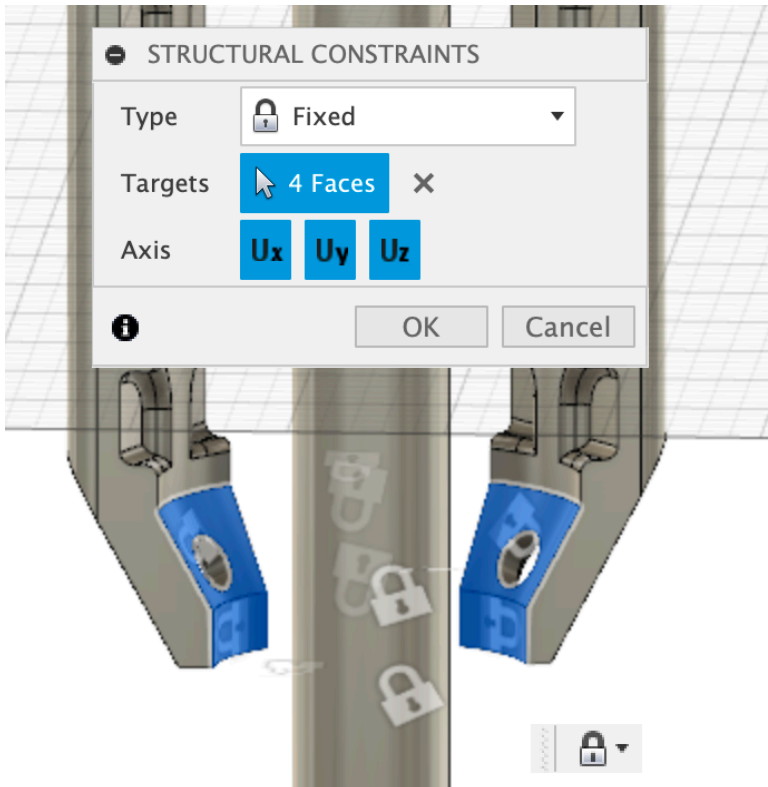 STRUCTURAL CONSTRAINTS
Type Fixed
Targets 4 Faces
Axis Ux Uy Uz
OK Cancel